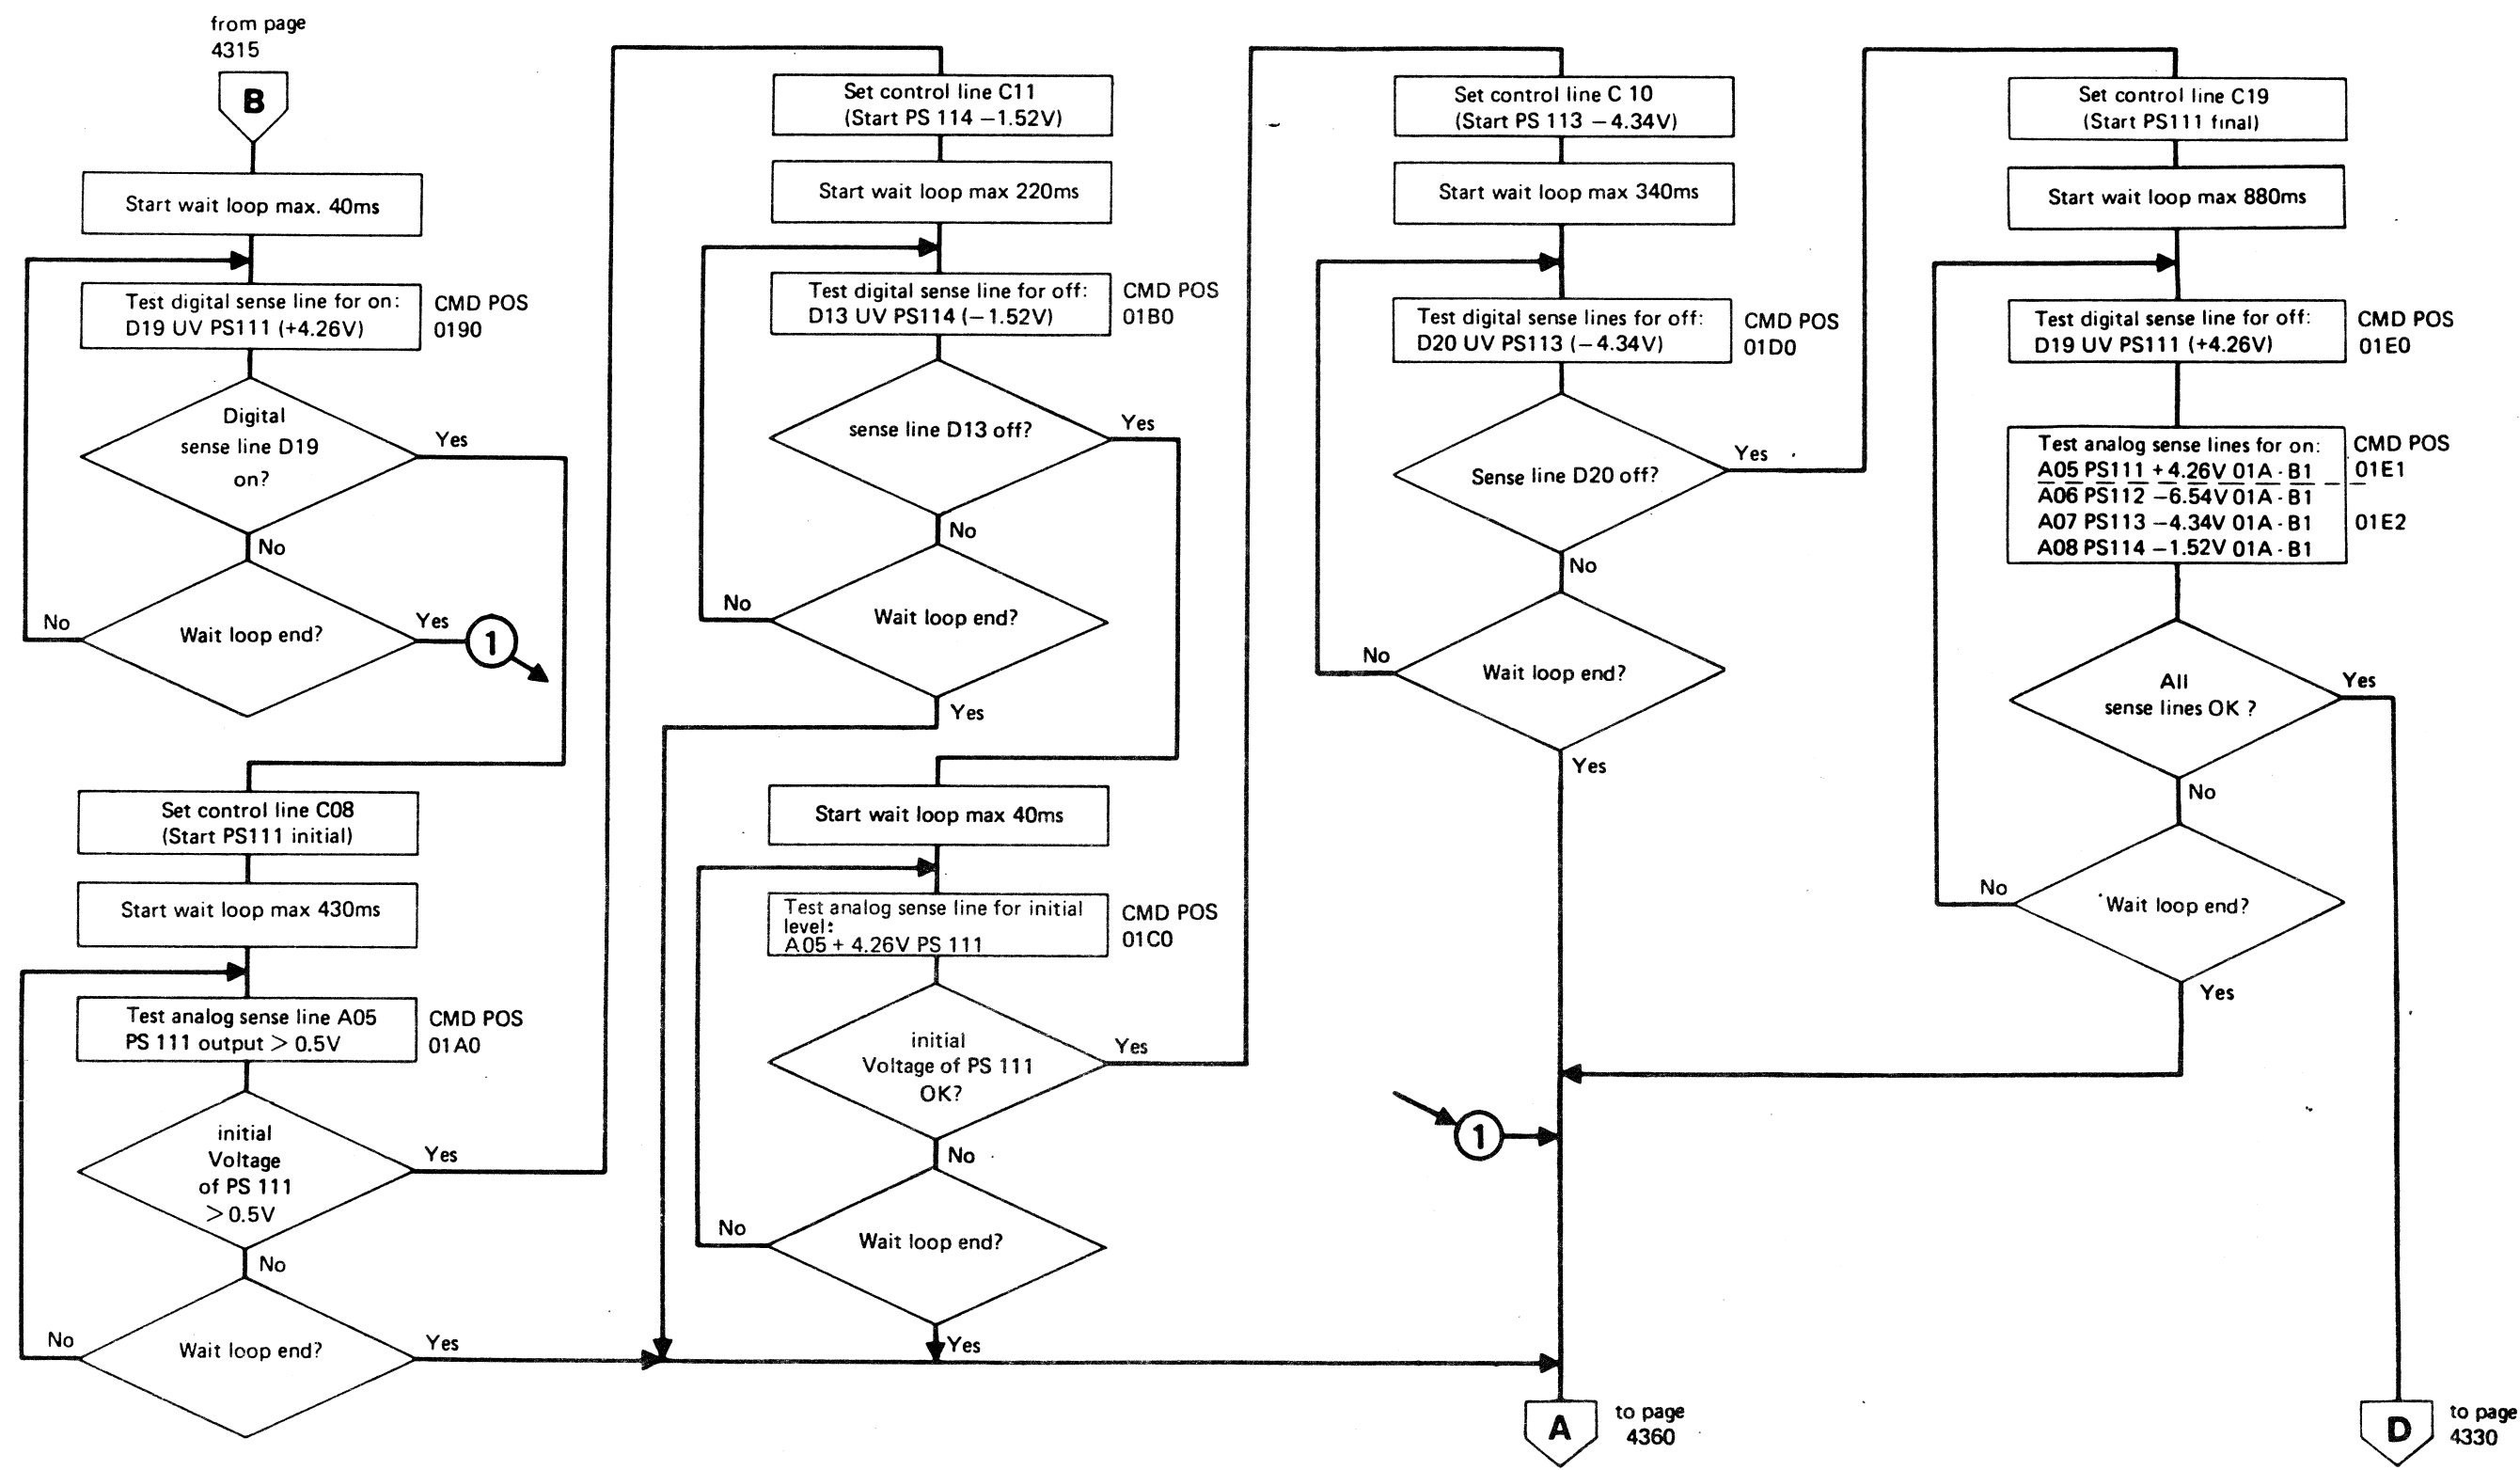 from page
4315
B
Start wait loop max. 40ms
Test digital sense line for on:
D19 UV PS111 (+4.26V)
CMD POS
0190
Digital
sense line D19
on?
Yes
No
Wait loop end?
No
Yes
1
Set control line C08
(Start PS111 initial)
Start wait loop max 430ms
Test analog sense line A05
PS 111 output > 0.5V
CMD POS
01A0
initial
Voltage
of PS 111
> 0.5V
Yes
No
Wait loop end?
No
Yes
Set control line C11
(Start PS 114 −1.52V)
Start wait loop max 220ms
Test digital sense line for off:
D13 UV PS114 (−1.52V)
CMD POS
01B0
sense line D13 off?
Yes
No
Wait loop end?
No
Yes
Start wait loop max 40ms
Test analog sense line for initial
level:
A05 + 4.26V PS 111
CMD POS
01C0
initial
Voltage of PS 111
OK?
Yes
No
Wait loop end?
No
Yes
Set control line C 10
(Start PS 113 −4.34V)
Start wait loop max 340ms
Test digital sense lines for off:
D20 UV PS113 (−4.34V)
CMD POS
01D0
Sense line D20 off?
Yes
No
Wait loop end?
No
Yes
1
A
to page
4360
Set control line C19
(Start PS111 final)
Start wait loop max 880ms
Test digital sense line for off:
D19 UV PS111 (+4.26V)
CMD POS
01E0
Test analog sense lines for on:
A05 PS111 +4.26V 01A - B1
A06 PS112 −6.54V 01A - B1
A07 PS113 −4.34V 01A - B1
A08 PS114 −1.52V 01A - B1
CMD POS
01E1
01E2
All
sense lines OK ?
Yes
No
Wait loop end?
No
Yes
D
to page
4330